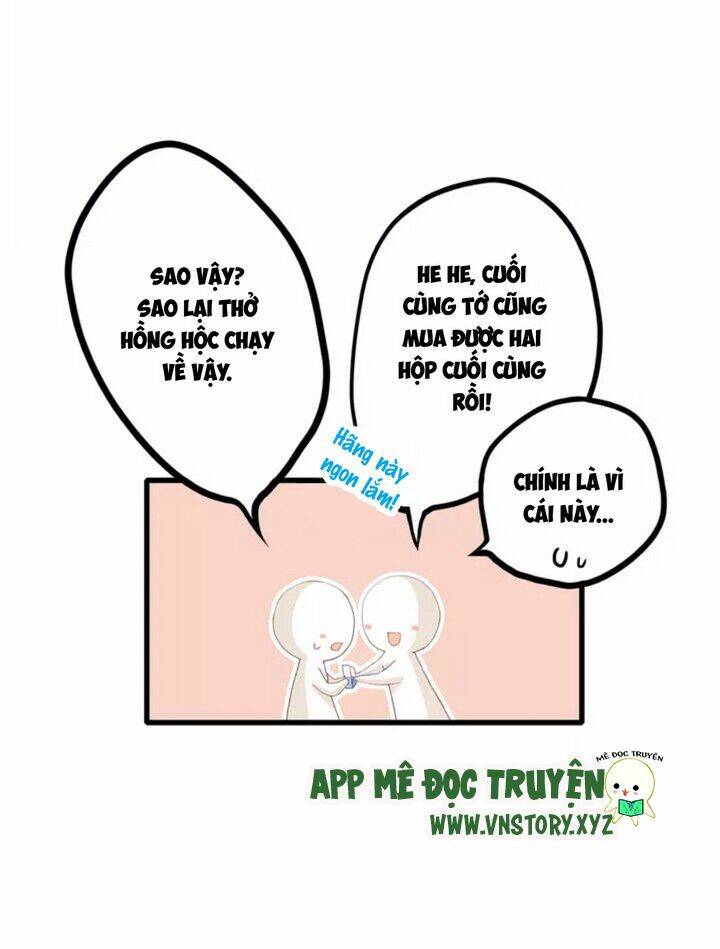 SAO VẬY?
SAO LẠI THỞ
HỒNG HỘC CHẠY
VỀ VẬY.
HE HE, CUỐI
CÙNG TỚ CŨNG
MUA ĐƯỢC HAI
HỘP CUỐI CÙNG
RỒI!
Hãng này
ngon lắm!
CHÍNH LÀ VÌ
CÁI NÀY...
MÊ ĐỌC TRUYỆN
APP MÊ ĐỌC TRUYỆN
WWW.VNSTORY.XYZ